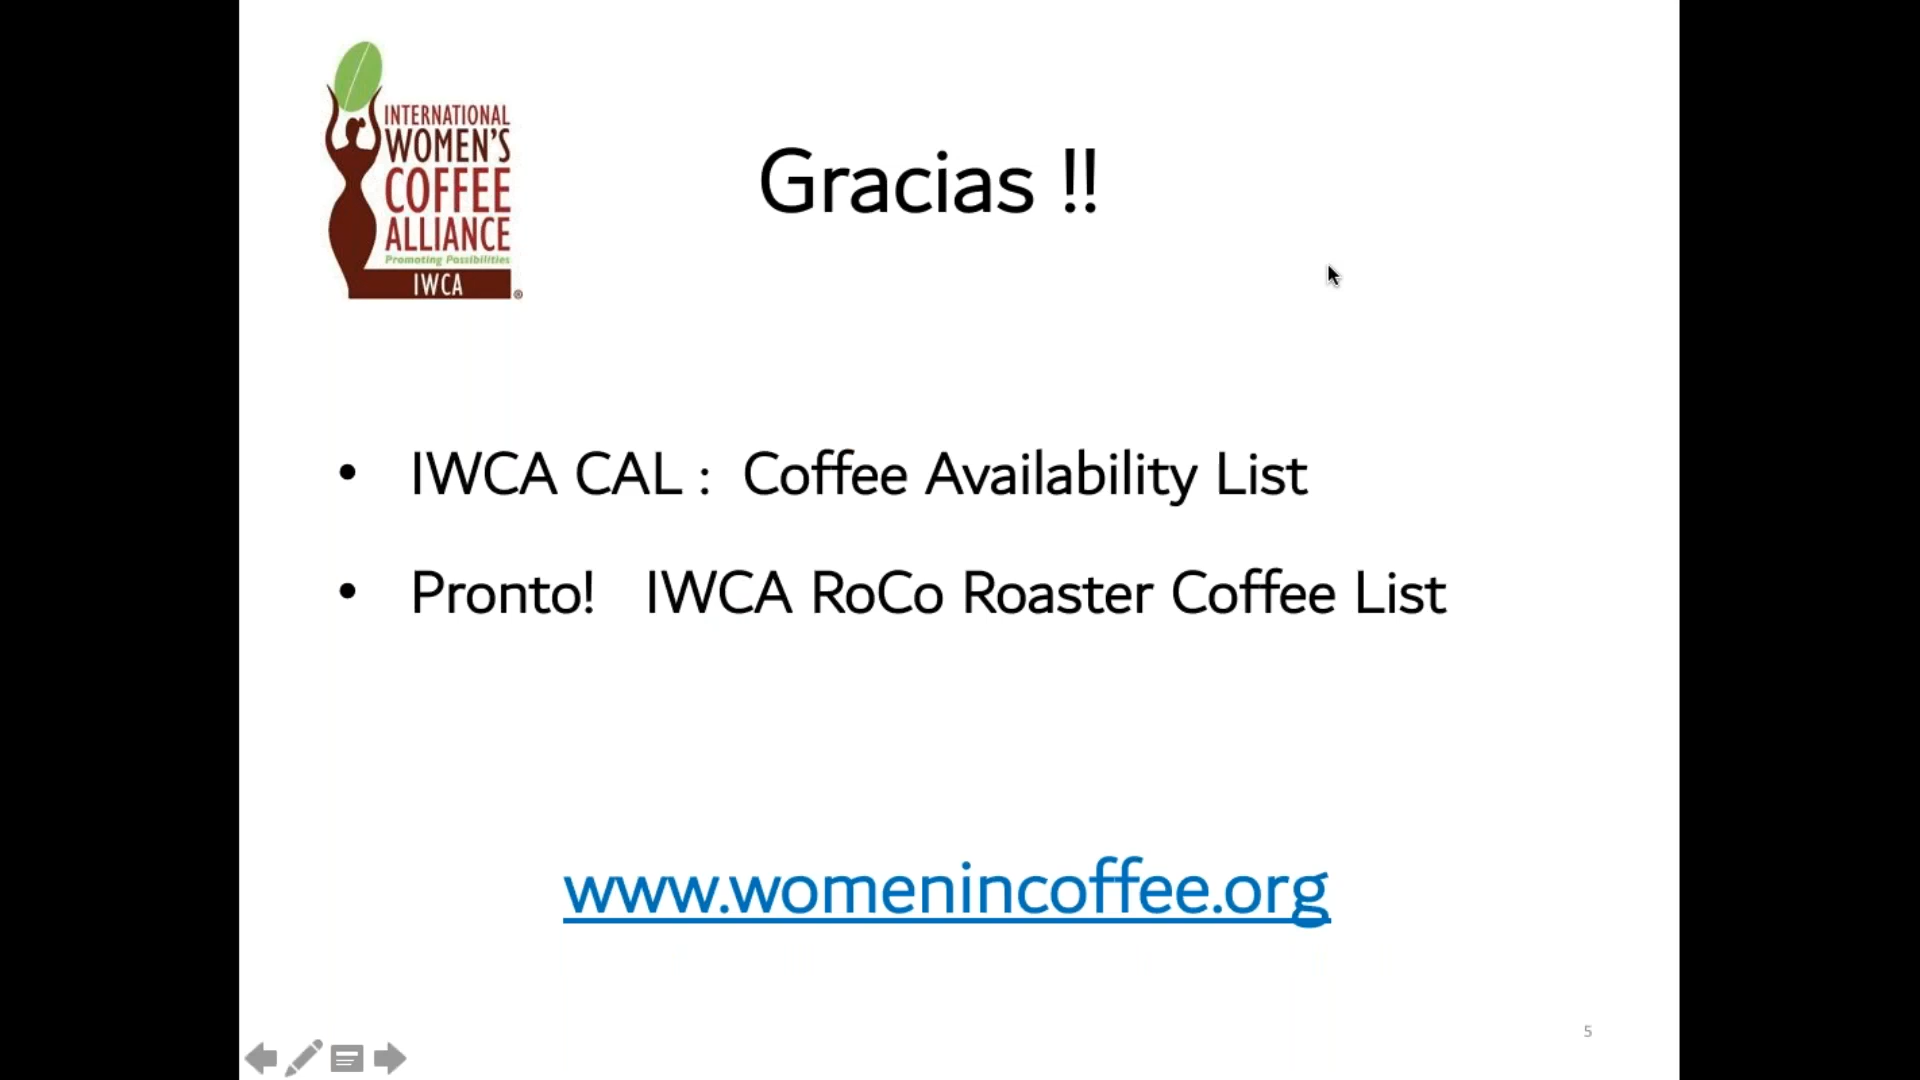 INTERNATIONAL
WOMEN'S
COFFEE
ALLIANCE
Promoting Possibilities
IWCA
®
Gracias !!
• IWCA CAL : Coffee Availability List
• Pronto! IWCA RoCo Roaster Coffee List
www.womenincoffee.org
5